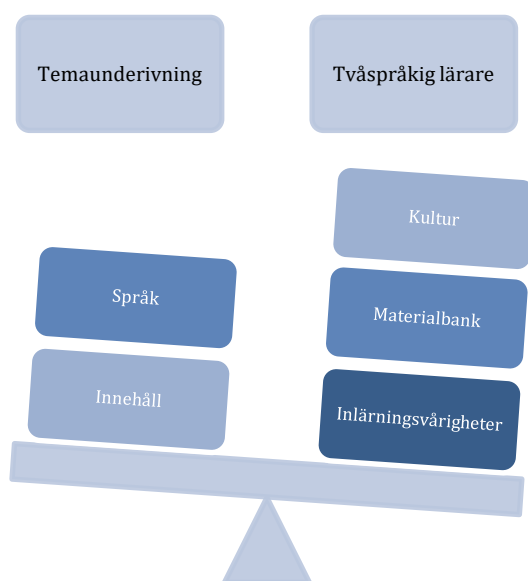 Temaunderivning
Tvåspråkig lärare
Kultur
Språk
Materialbank
Innehåll
Inlärningsvårigheter